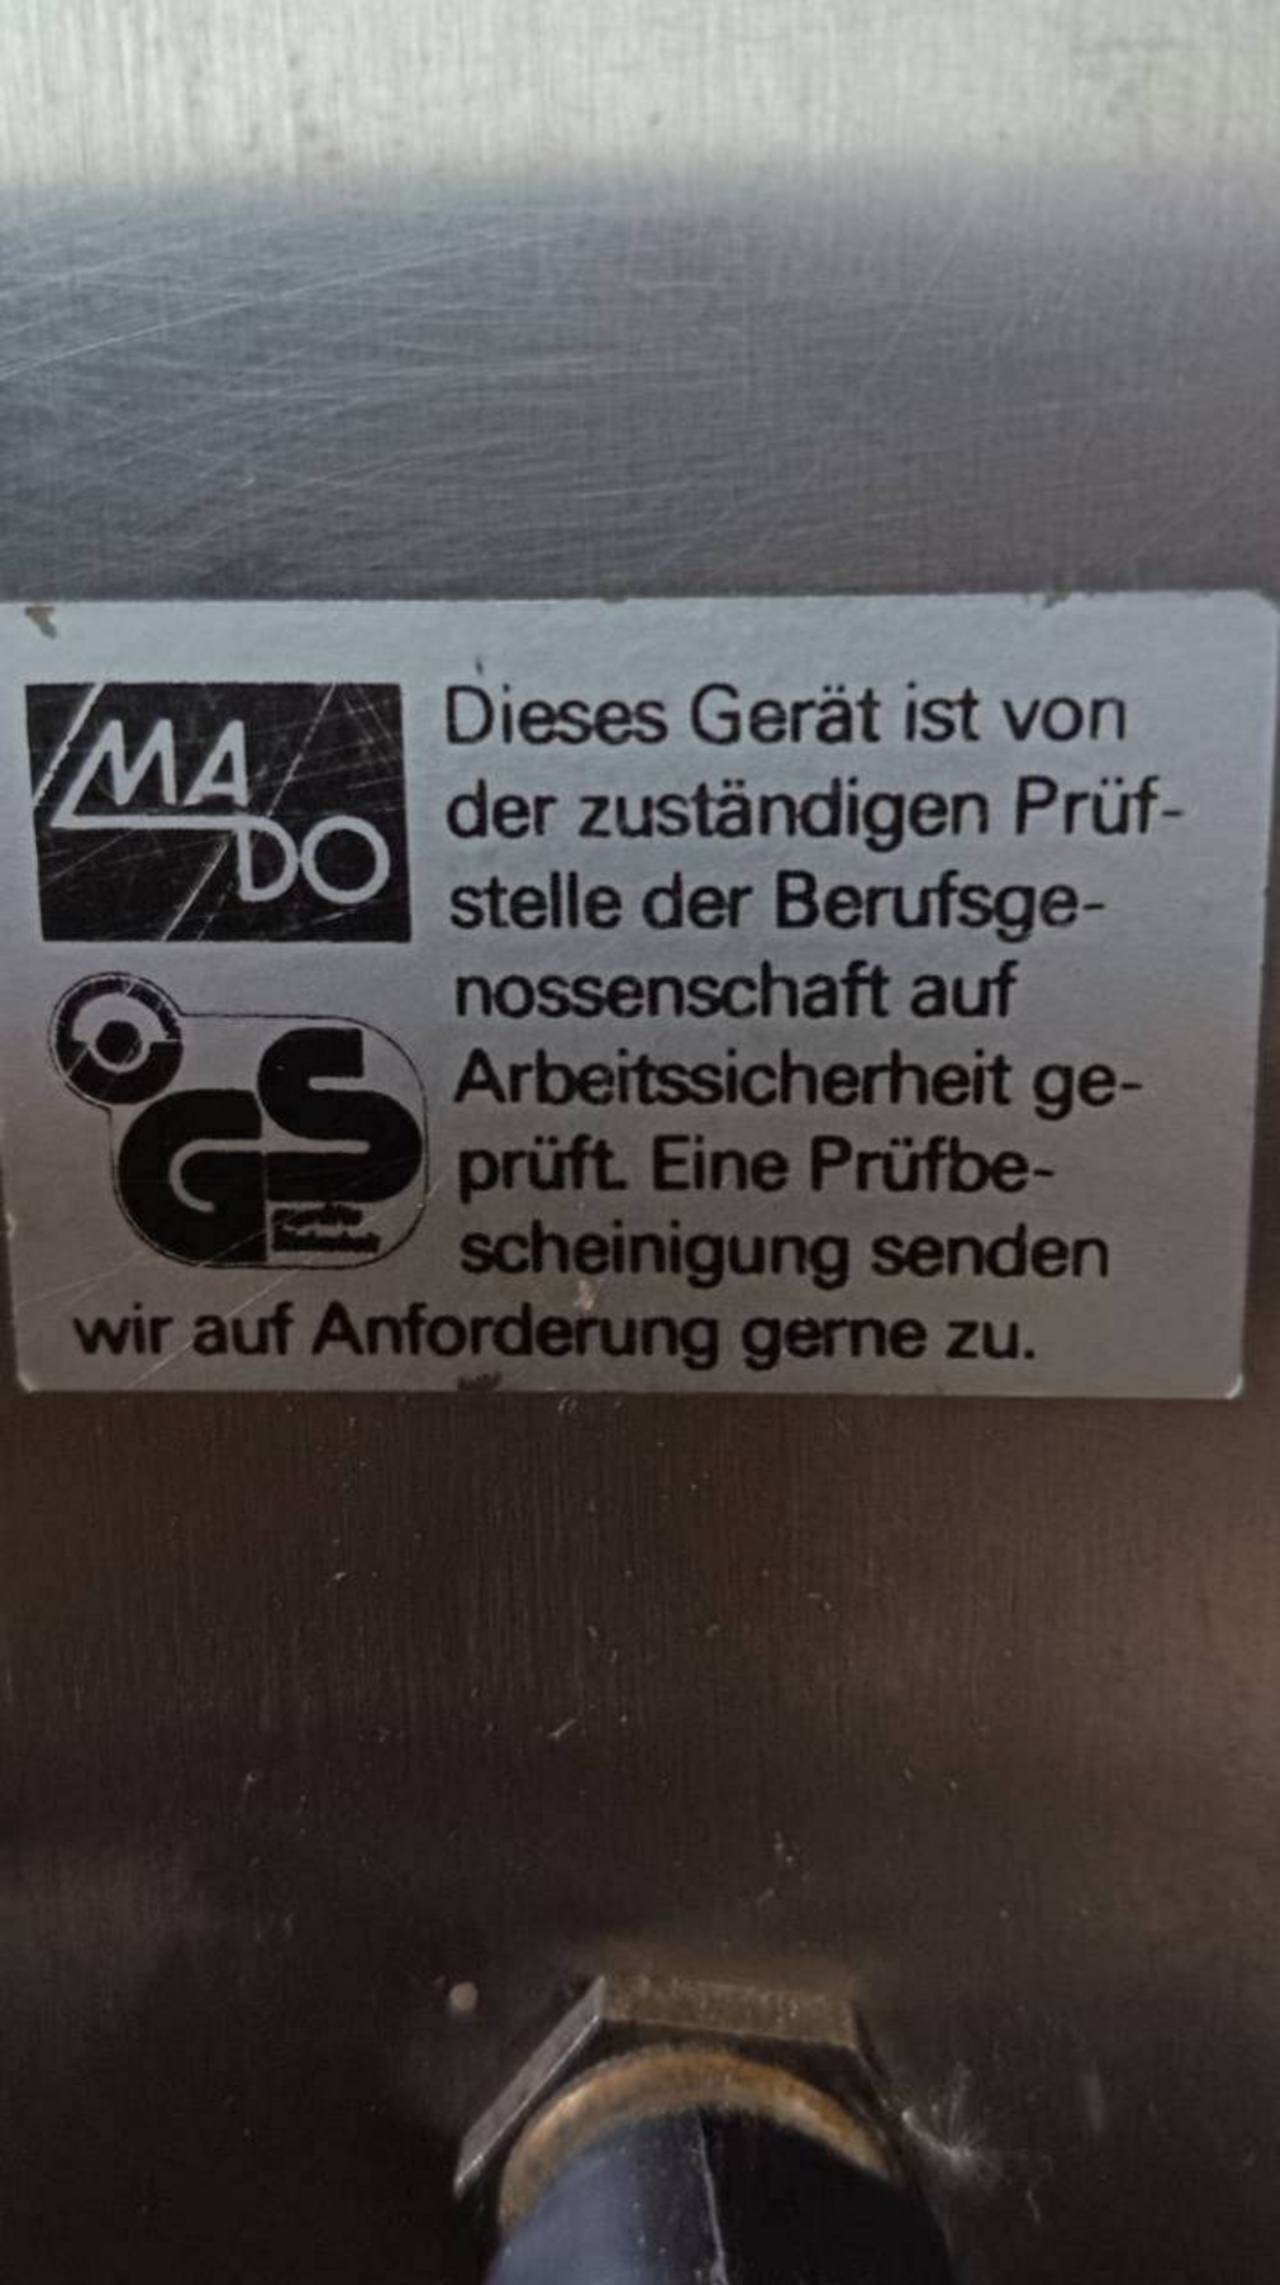 MA
DO
Dieses Gerät ist von
der zuständigen Prüf-
stelle der Berufsge-
nossenschaft auf
Arbeitssicherheit ge-
prüft. Eine Prüfbe-
scheinigung senden
wir auf Anforderung gerne zu.
GS